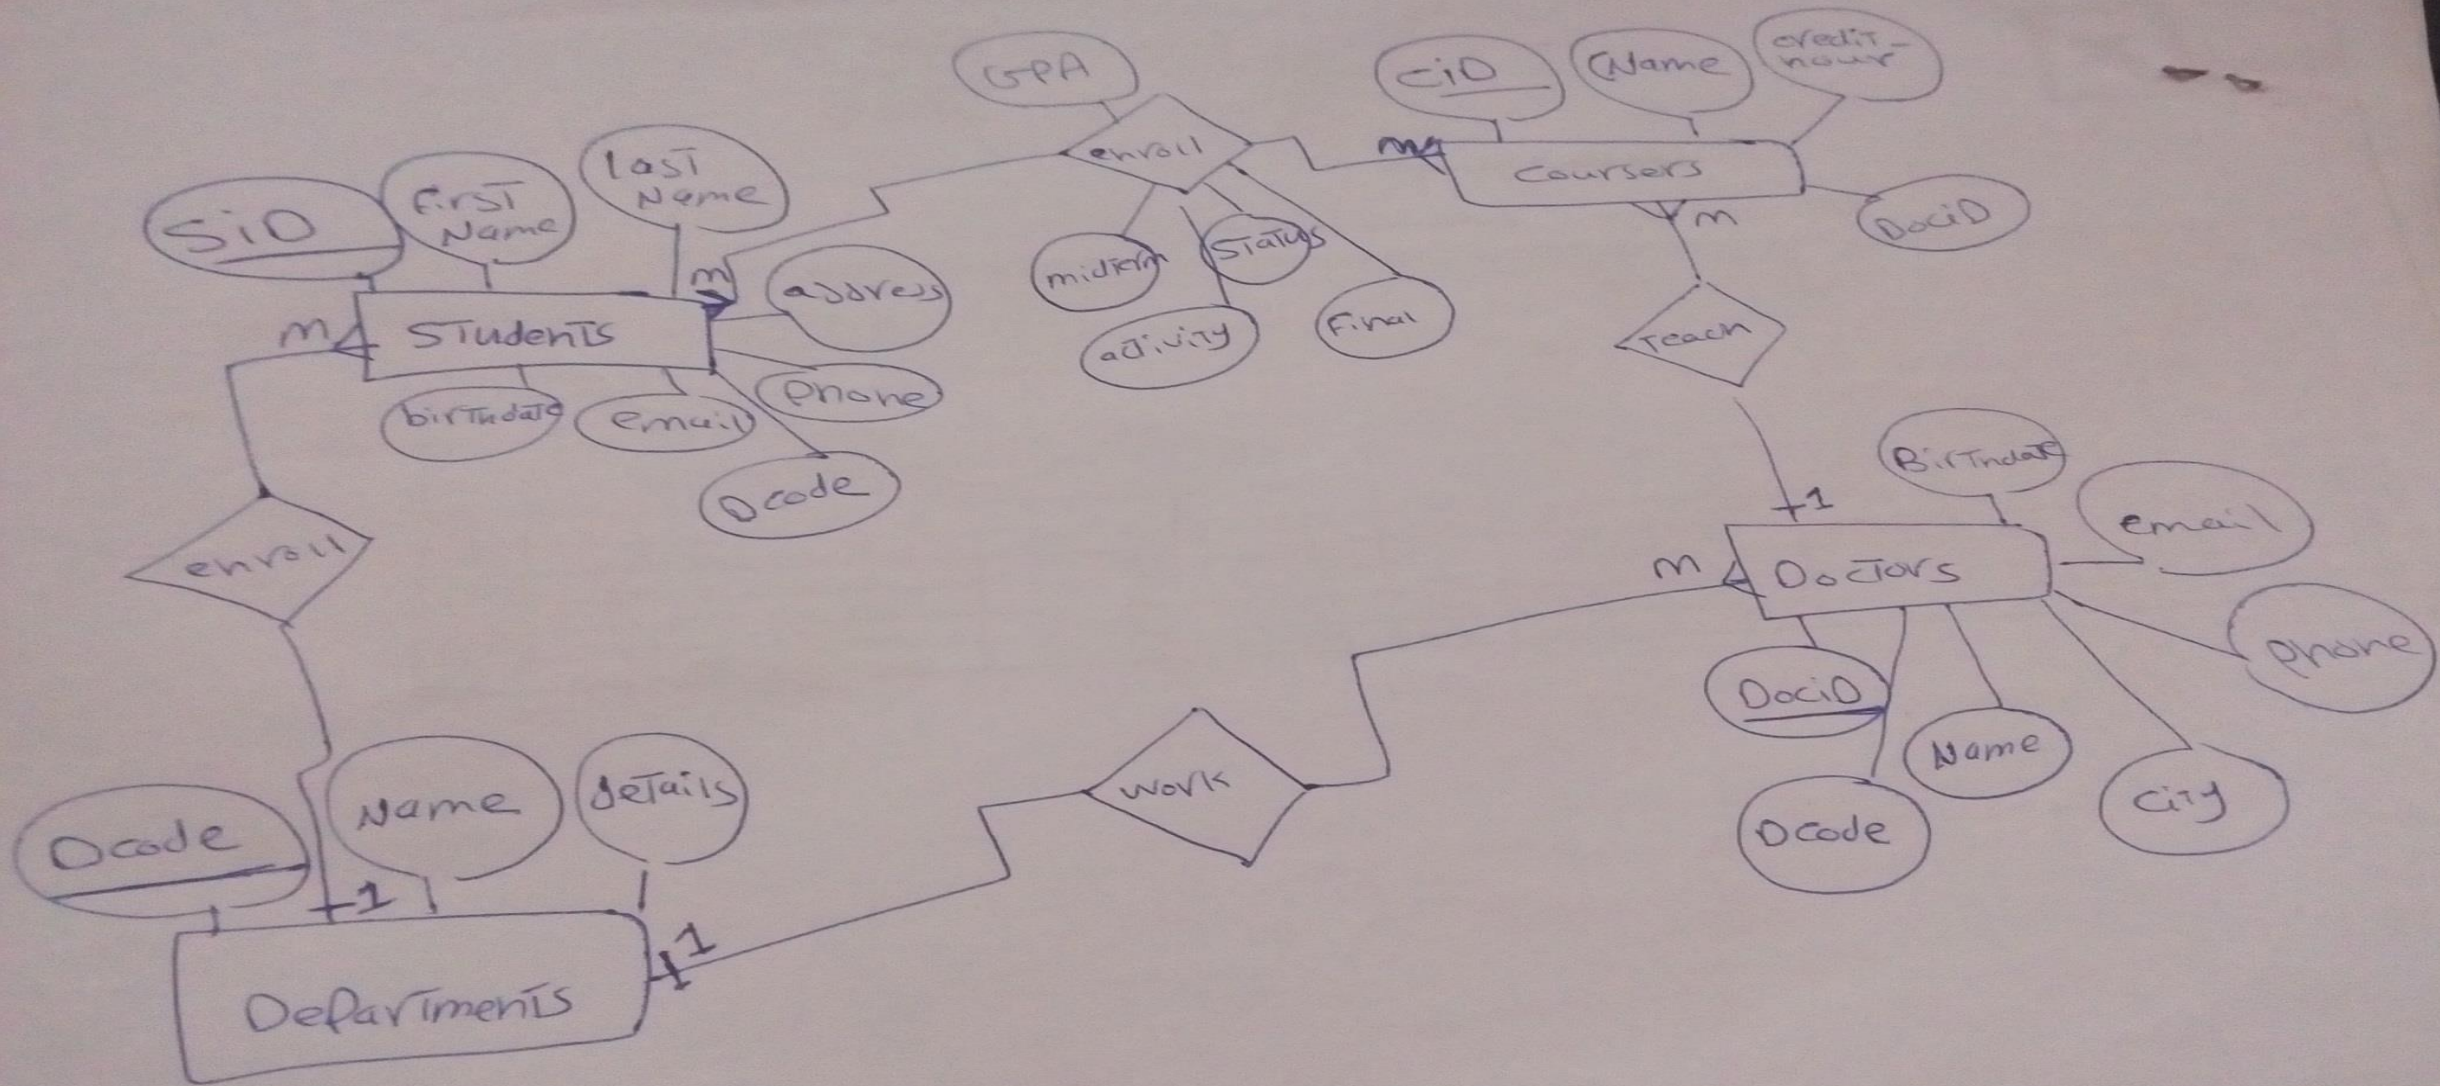 GPA
CiD
CName
credit_
hour
enroll
m
Coursers
SiD
first
Name
last
Name
m
address
midterm
Status
activity
Final
m
DociD
m
Students
Teach
birthdate
email
phone
Dcode
1
Birthdate
email
enroll
m
Doctors
phone
DociD
Name
City
Dcode
Work
Dcode
Name
details
1
1
Departments